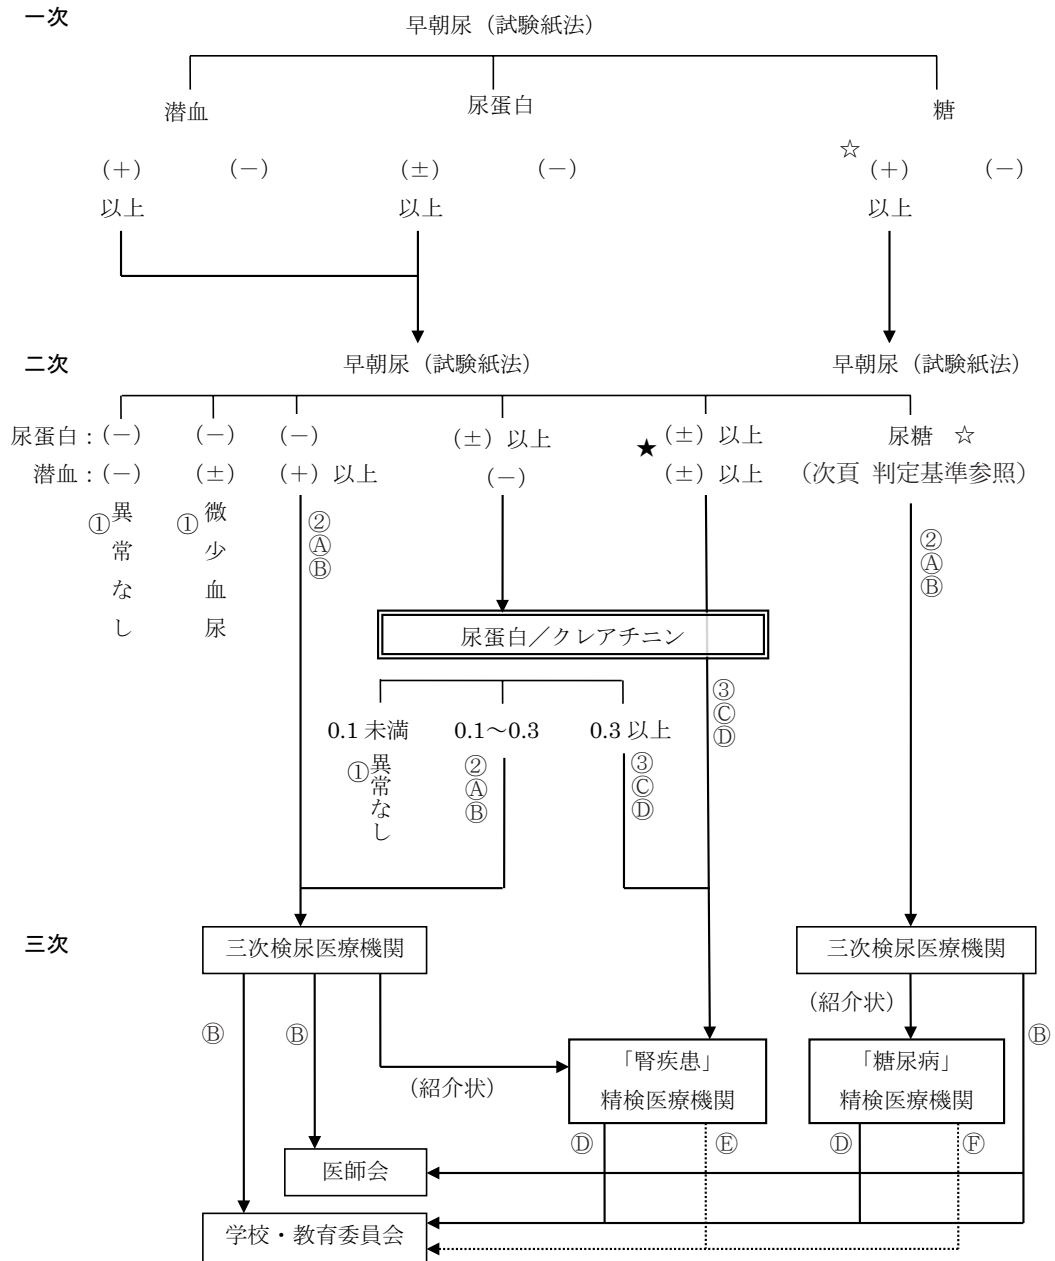 一次
早朝尿（試験紙法）
潜血
尿蛋白
糖
☆
（＋）
（－）
（±）
（－）
（＋）
（－）
以上
以上
以上
二次
早朝尿（試験紙法）
早朝尿（試験紙法）
尿蛋白：（－）
（－）
（－）
（±）以上
★
（±）以上
尿糖 ☆
潜血：（－）
（±）
（＋）以上
（－）
（±）以上
（次頁 判定基準参照）
①
異常なし
①
微少血尿
②ⒶⒷ
②ⒶⒷ
尿蛋白／クレアチニン
③ⒸⒹ
0.1 未満
0.1～0.3
0.3 以上
①
異常なし
②ⒶⒷ
③ⒸⒹ
三次
三次検尿医療機関
三次検尿医療機関
（紹介状）
Ⓑ
Ⓑ
Ⓑ
（紹介状）
「腎疾患」
精検医療機関
「糖尿病」
精検医療機関
Ⓓ
Ⓔ
Ⓓ
Ⓕ
医師会
学校・教育委員会